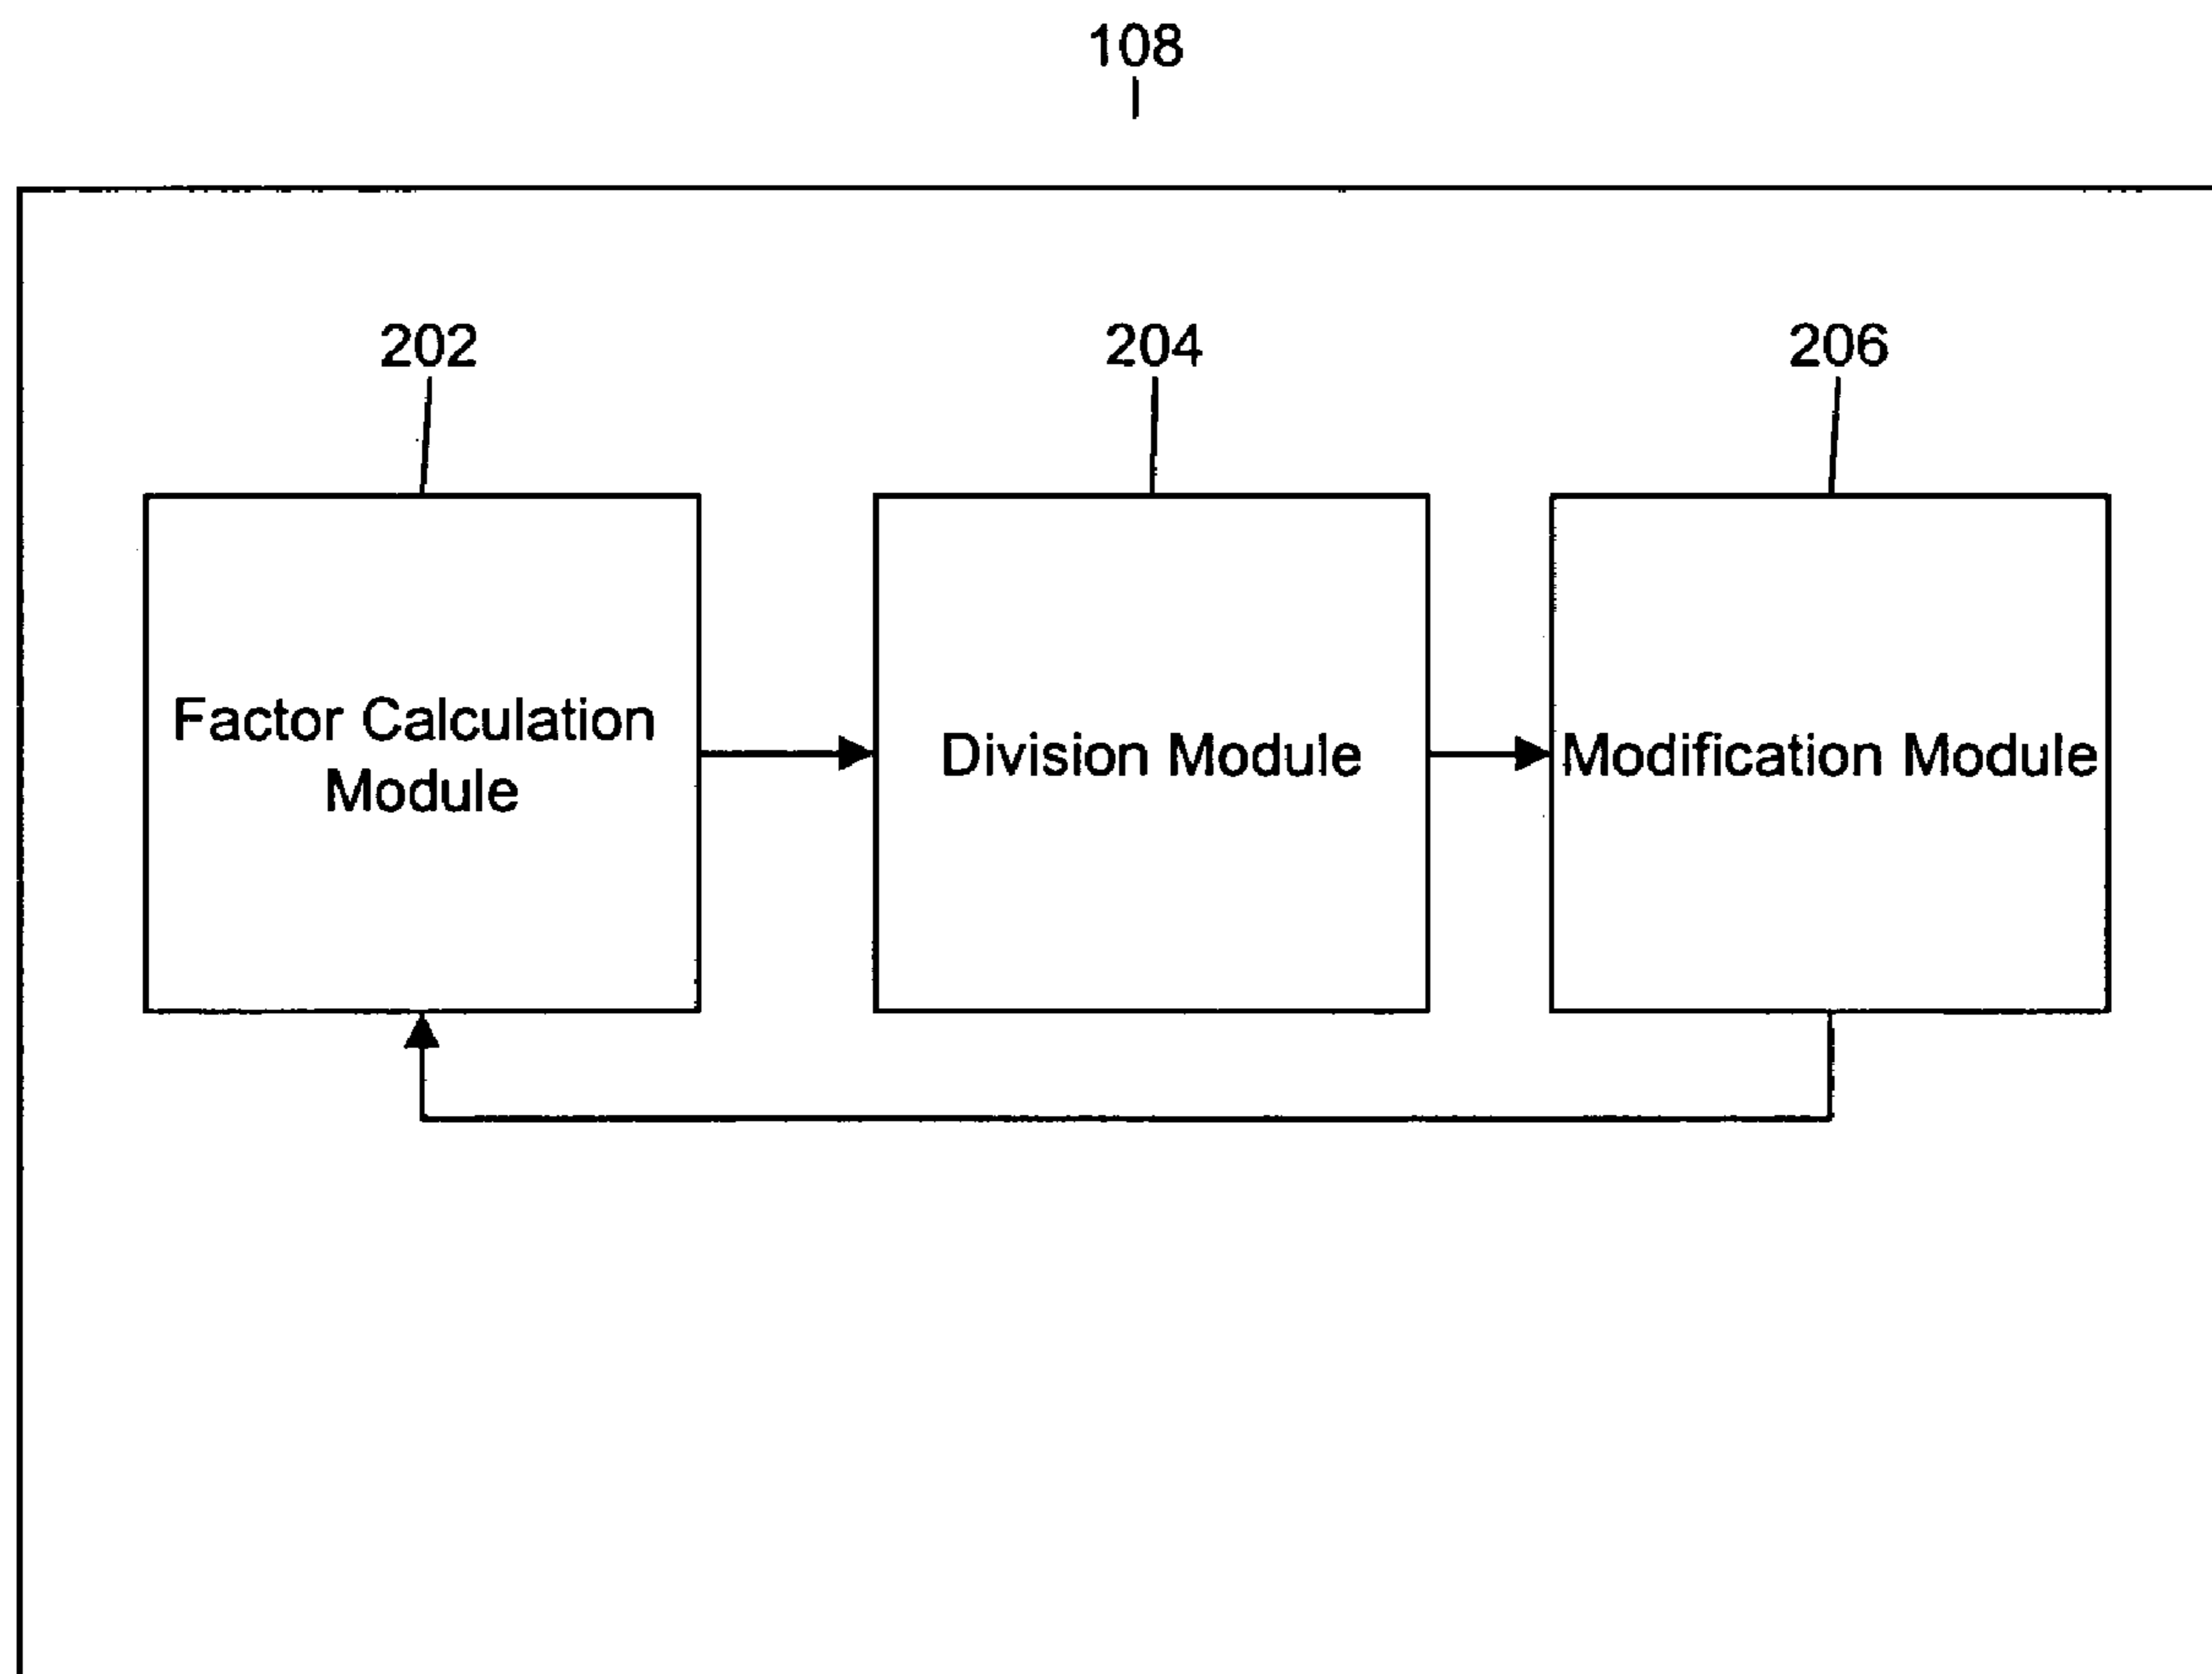 108
202
204
206
Factor Calculation
Module
Division Module
Modification Module